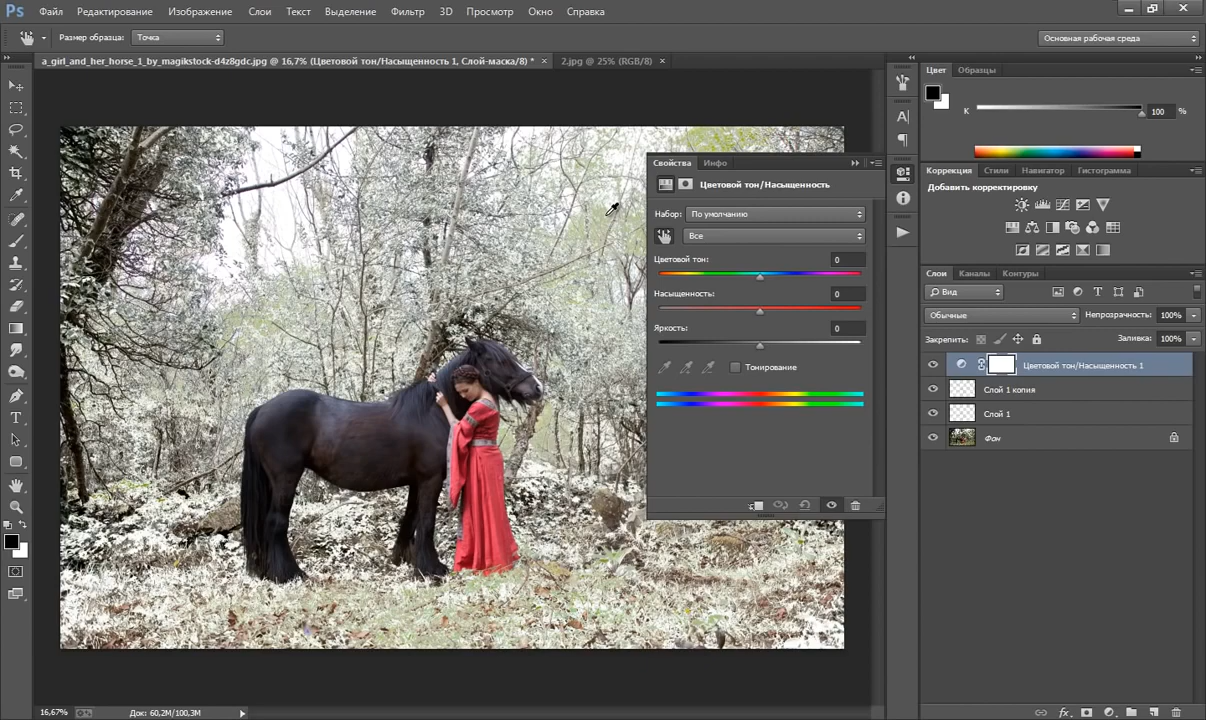 Ps Файл Редактирование Изображение Слои Текст Выделение Фильтр 3D Просмотр Окно Справка
Размер образца: Точка Основная рабочая среда
a_girl_and_her_horse_1_by_magikstock-d4z8gdc.jpg @ 16,7% (Цветовой тон/Насыщенность 1, Слой-маска/8) * × 2.jpg @ 25% (RGB/8) ×
Цвет Образцы
K 100 %
Свойства Инфо
Цветовой тон/Насыщенность
Набор: По умолчанию
Все
Цветовой тон: 0
Насыщенность: 0
Яркость: 0
Тонирование
Коррекция Стили Навигатор Гистограмма
Добавить корректировку
Слои Каналы Контуры
Вид
Обычные Непрозрачность: 100%
Закрепить: Заливка: 100%
Цветовой тон/Насыщенность 1
Слой 1 копия
Слой 1
Фон
fx
16,67% Док: 60,2M/100,3M